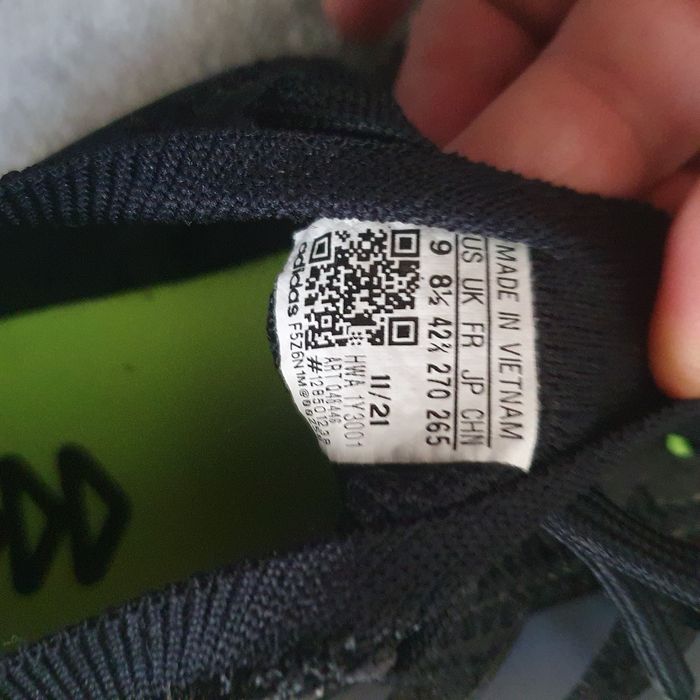 MADE IN VIETNAM
US UK FR JP CHN
9 8½ 42⅔ 270 265
11/21
HWA 1Y3001
ART Q46446
adidas